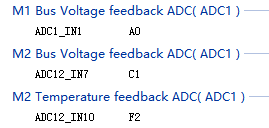 M1 Bus Voltage feedback ADC( ADC1 )
ADC1_IN1 A0
M2 Bus Voltage feedback ADC( ADC1 )
ADC12_IN7 C1
M2 Temperature feedback ADC( ADC1 )
ADC12_IN10 F2